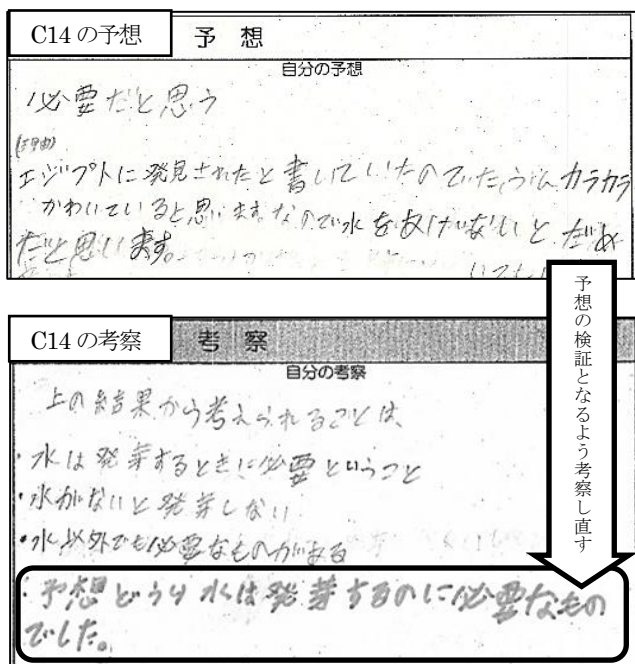 C14の予想
予 想
自分の予想
必要だと思う
(理由)
エジプトに発見されたと書いていたのでたぶんカラカラ
かわいていると思います。なので水をあげないとだめ
だと思います。
予想の検証となるよう考察し直す
C14の考察
考 察
自分の考察
上の結果から考えられることは、
・水は発芽するときに必要ということ
・水がないと発芽しない
・水以外でも必要なものがある
・予想どうり水は発芽するのに必要なもの
でした。